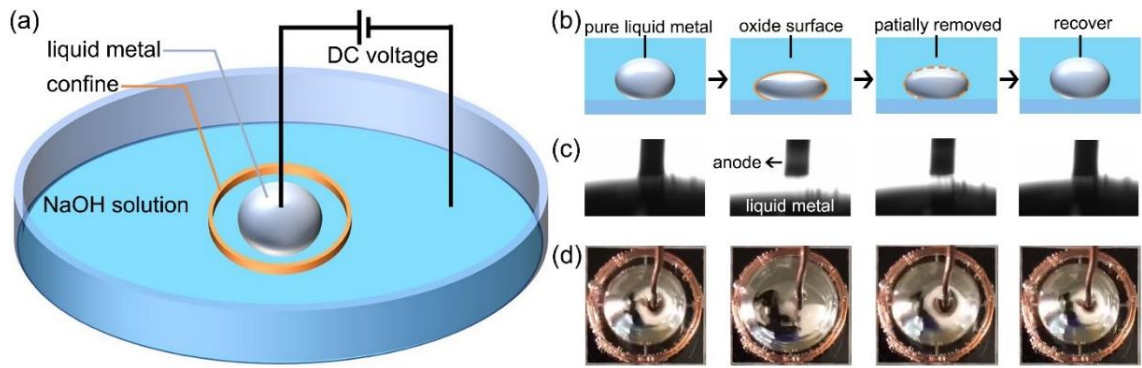 (a)
liquid metal
confine
DC voltage
NaOH solution
(b)
pure liquid metal
oxide surface
patially removed
recover
(c)
anode
liquid metal
(d)